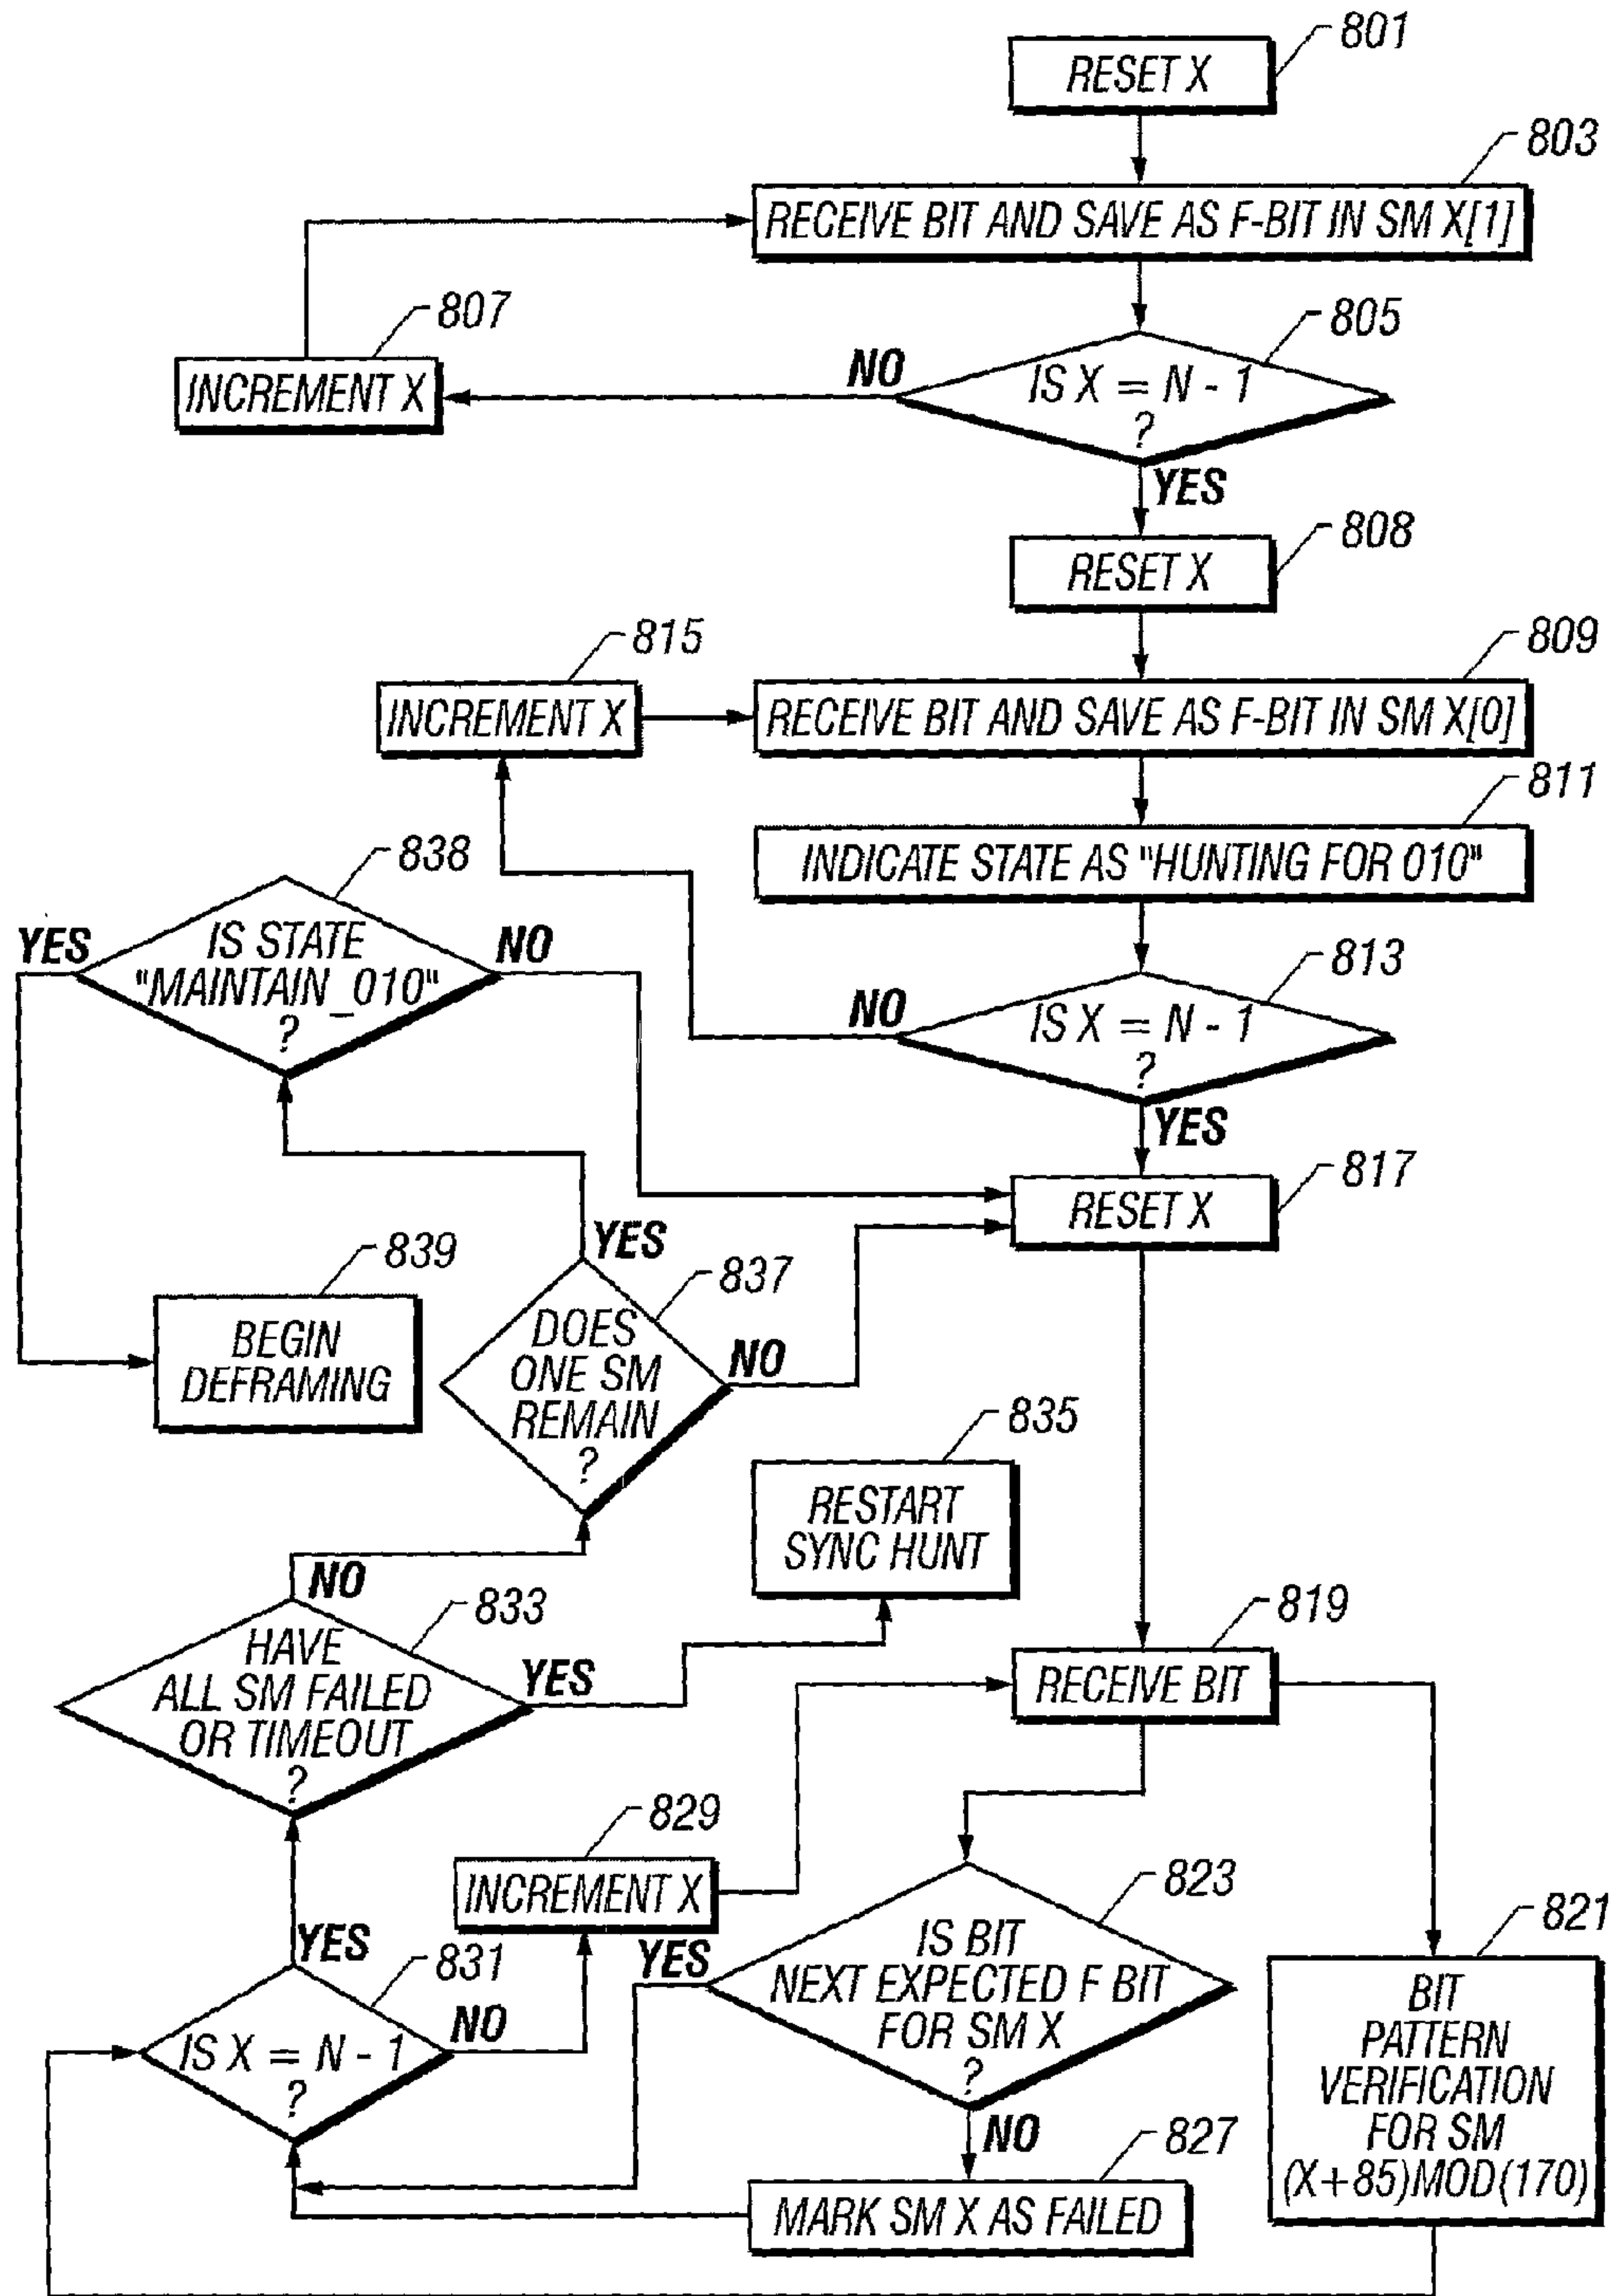 801
RESET X
803
RECEIVE BIT AND SAVE AS F-BIT IN SM X[1]
807
INCREMENT X
805
NO
IS X = N - 1
?
YES
808
RESET X
815
INCREMENT X
809
RECEIVE BIT AND SAVE AS F-BIT IN SM X[0]
811
INDICATE STATE AS "HUNTING FOR 010"
838
YES
IS STATE
"MAINTAIN_010"
?
NO
813
NO
IS X = N - 1
?
YES
817
RESET X
839
BEGIN
DEFRAMING
YES
837
DOES
ONE SM
REMAIN
?
NO
835
RESTART
SYNC HUNT
NO
833
HAVE
ALL SM FAILED
OR TIMEOUT
?
YES
819
RECEIVE BIT
829
INCREMENT X
823
YES
IS BIT
NEXT EXPECTED F BIT
FOR SM X
?
NO
821
BIT
PATTERN
VERIFICATION
FOR SM
(X+85)MOD(170)
YES
831
IS X = N - 1
?
NO
827
MARK SM X AS FAILED